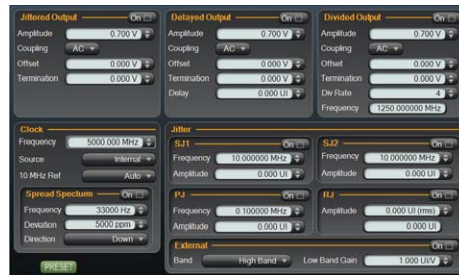 Jittered Output On
Amplitude 0.700 V
Coupling AC
Offset 0.000 V
Termination 0.000 V
Delayed Output On
Amplitude 0.700 V
Coupling AC
Offset 0.000 V
Termination 0.000 V
Delay 0.000 UI
Divided Output On
Amplitude 0.700 V
Coupling AC
Offset 0.000 V
Termination 0.000 V
Div Rate 4
Frequency 1250.000000 MHz
Clock
Frequency 5000.000 MHz
Source Internal
10 MHz Ref Auto
Spread Specturm On
Frequency 33000 Hz
Deviation 5000 ppm
Direction Down
PRESET
Jitter
SJ1 On
Frequency 10.000000 MHz
Amplitude 0.000 UI
SJ2 On
Frequency 10.000000 MHz
Amplitude 0.000 UI
PJ On
Frequency 0.100000 MHz
Amplitude 0.000 UI
RJ On
Amplitude 0.000 UI (rms)
0.000 UI
External On
Band High Band Low Band Gain 1.000 UI/V